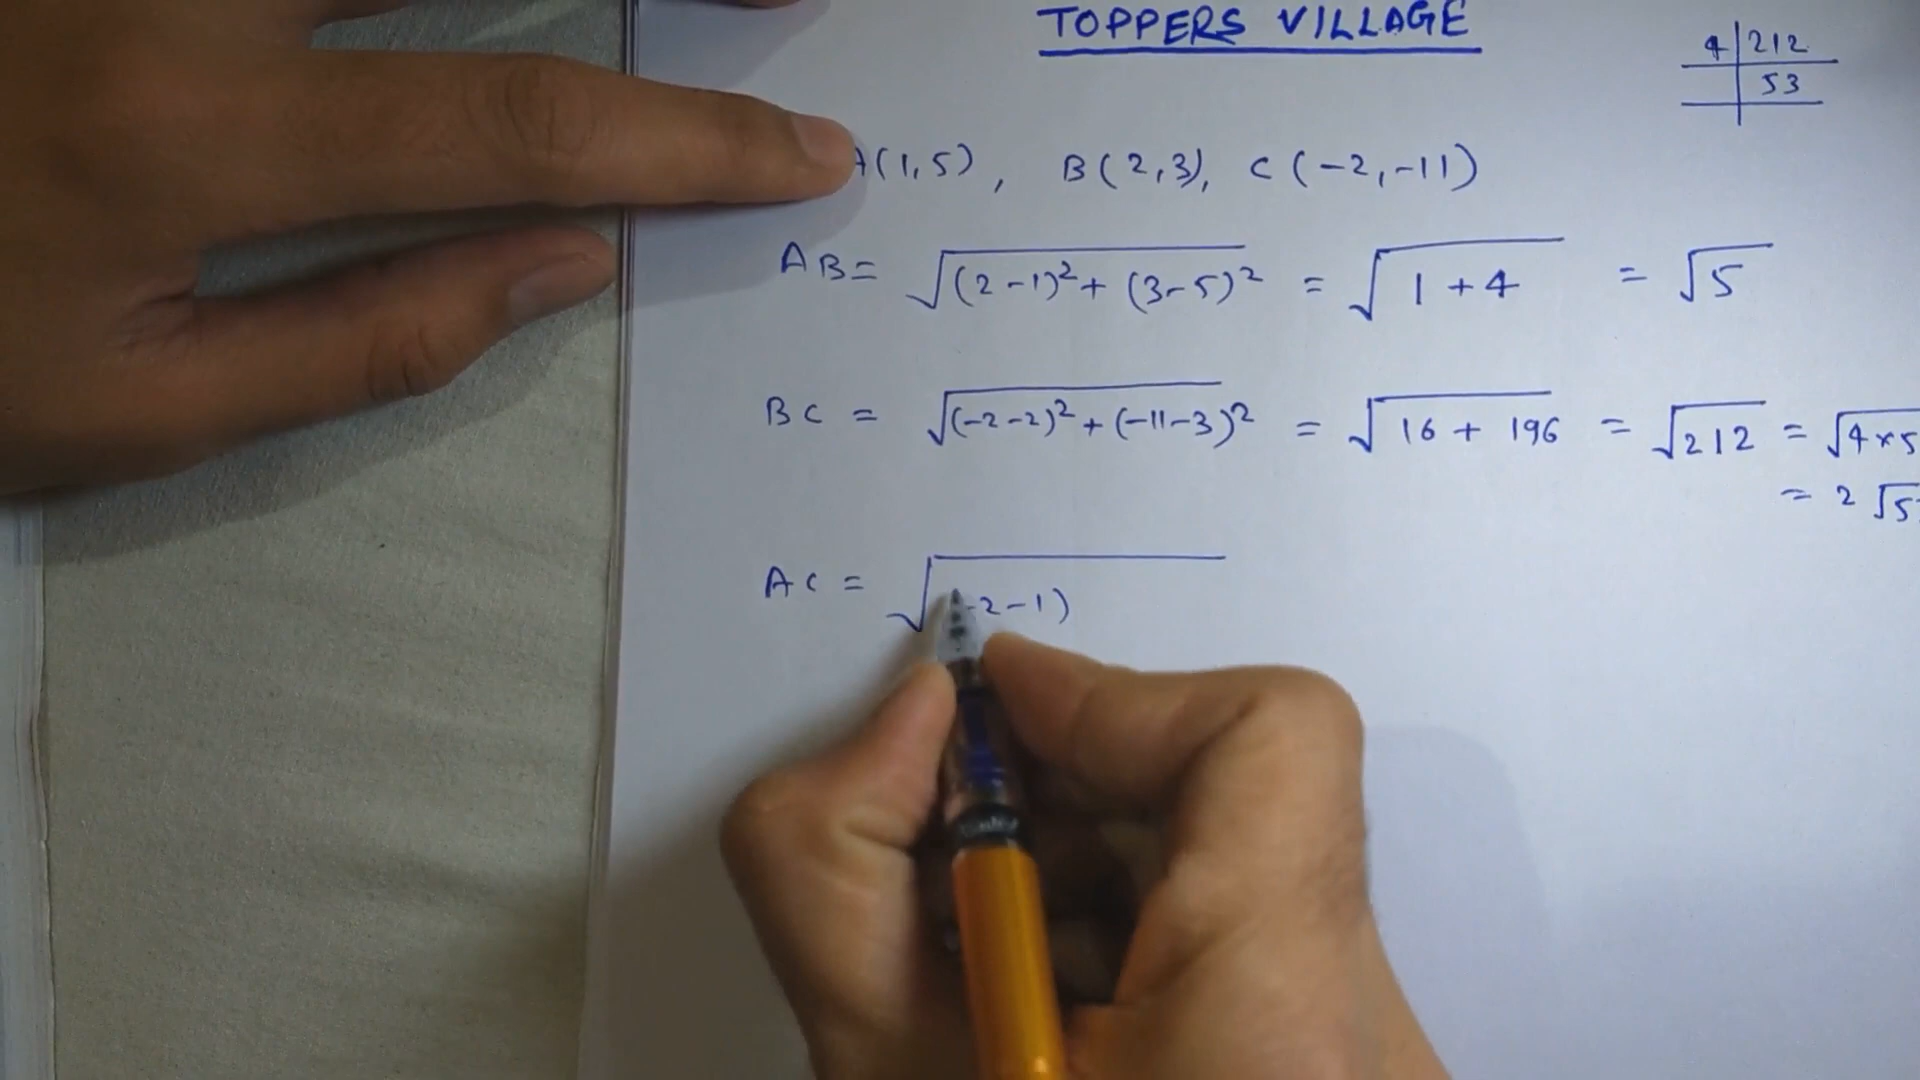 TOPPERS VILLAGE
4 | 212
53
A(1,5), B(2,3), C(-2,-11)
AB = √(2-1)²+(3-5)² = √1+4 = √5
BC = √(-2-2)²+(-11-3)² = √16+196 = √212 = √4×5
= 2√5
AC = √-2-1)